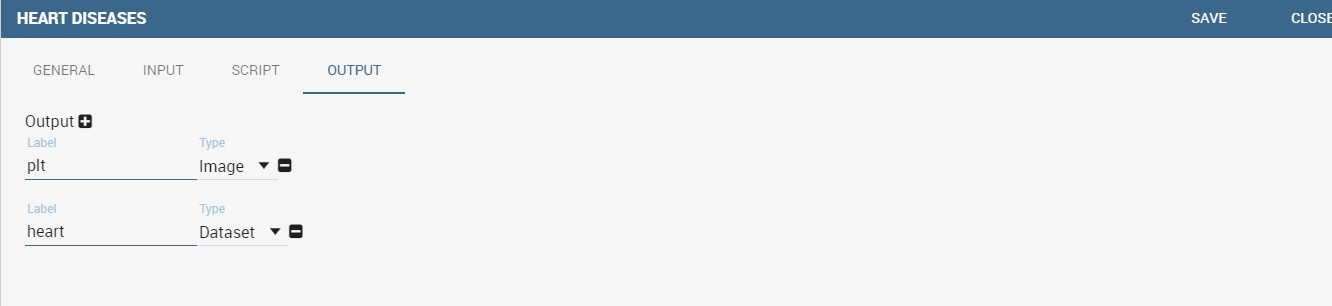 HEART DISEASES SAVE CLOSE
GENERAL INPUT SCRIPT OUTPUT
Output
Label Type
plt Image
Label Type
heart Dataset